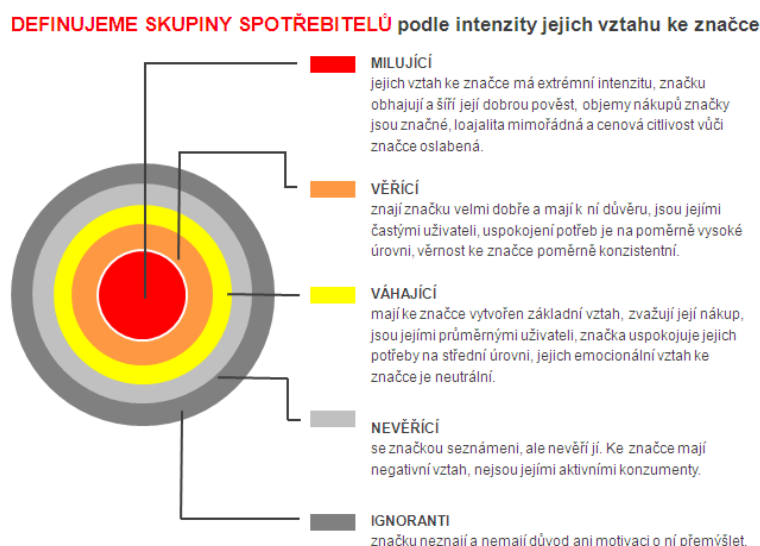 DEFINUJEME SKUPINY SPOTŘEBITELŮ podle intenzity jejich vztahu ke značce
MILUJÍCÍ
jejich vztah ke značce má extrémní intenzitu, značku
obhajují a šíří její dobrou pověst, objemy nákupů značky
jsou značné, loajalita mimořádná a cenová citlivost vůči
značce oslabená.
VĚŘÍCÍ
znají značku velmi dobře a mají k ní důvěru, jsou jejími
častými uživateli, uspokojení potřeb je na poměrně vysoké
úrovni, věrnost ke značce poměrně konzistentní.
VÁHAJÍCÍ
mají ke značce vytvořen základní vztah, zvažují její nákup,
jsou jejími průměrnými uživateli, značka uspokojuje jejich
potřeby na střední úrovni, jejich emocionální vztah ke
značce je neutrální.
NEVĚŘÍCÍ
se značkou seznámeni, ale nevěří jí. Ke značce mají
negativní vztah, nejsou jejími aktivními konzumenty.
IGNORANTI
značku neznají a nemají důvod ani motivaci o ní přemýšlet.